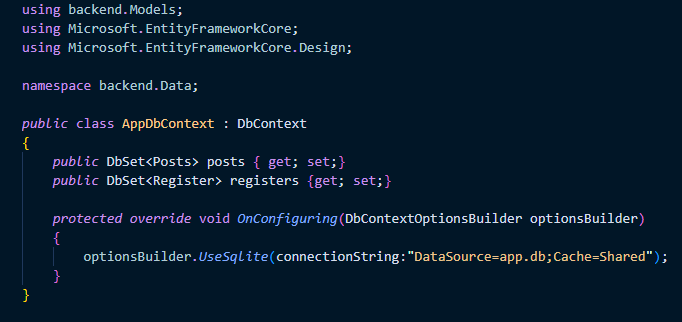 using backend.Models;
using Microsoft.EntityFrameworkCore;
using Microsoft.EntityFrameworkCore.Design;
namespace backend.Data;
public class AppDbContext : DbContext
{
public DbSet<Posts> posts { get; set;}
public DbSet<Register> registers {get; set;}
protected override void OnConfiguring(DbContextOptionsBuilder optionsBuilder)
{
optionsBuilder.UseSqlite(connectionString:"DataSource=app.db;Cache=Shared");
}
}